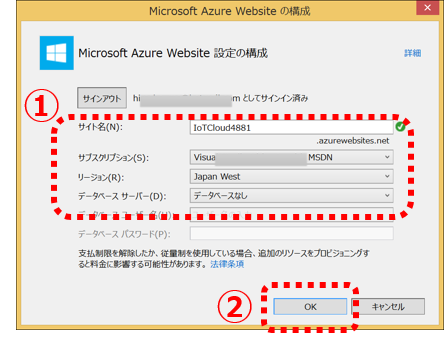 Microsoft Azure Website の構成
Microsoft Azure Website 設定の構成
詳細
①
サインアウト hi m としてサインイン済み
サイト名(N): IoTCloud4881
.azurewebsites.net
サブスクリプション(S): Visua MSDN
リージョン(R): Japan West
データベース サーバー(D): データベースなし
データベース パスワード(P):
支払制限を解除したか、従量制を使用している場合、追加のリソースをプロビジョニングす
ると料金に影響する可能性があります。 法律条項
②
OK キャンセル